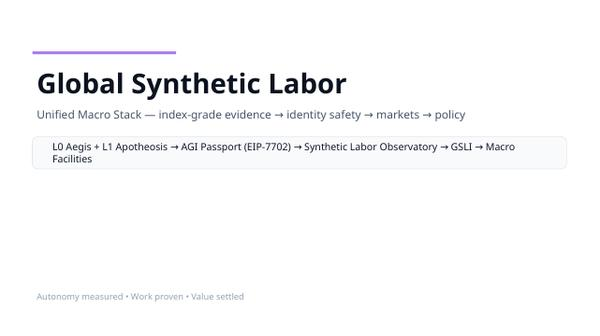 Global Synthetic Labor
Unified Macro Stack — index-grade evidence → identity safety → markets → policy
L0 Aegis + L1 Apotheosis → AGI Passport (EIP-7702) → Synthetic Labor Observatory → GSLI → Macro
Facilities
Autonomy measured • Work proven • Value settled